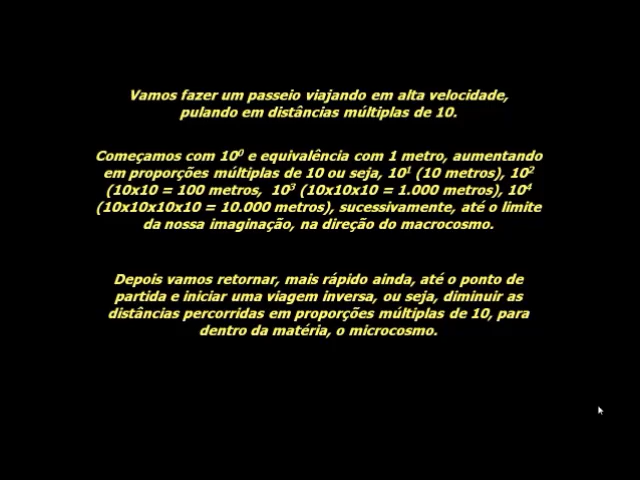 Vamos fazer um passeio viajando em alta velocidade,
pulando em distâncias múltiplas de 10.
Começamos com 10⁰ e equivalência com 1 metro, aumentando
em proporções múltiplas de 10 ou seja, 10¹ (10 metros), 10²
(10x10 = 100 metros, 10³ (10x10x10 = 1.000 metros), 10⁴
(10x10x10x10 = 10.000 metros), sucessivamente, até o limite
da nossa imaginação, na direção do macrocosmo.
Depois vamos retornar, mais rápido ainda, até o ponto de
partida e iniciar uma viagem inversa, ou seja, diminuir as
distâncias percorridas em proporções múltiplas de 10, para
dentro da matéria, o microcosmo.